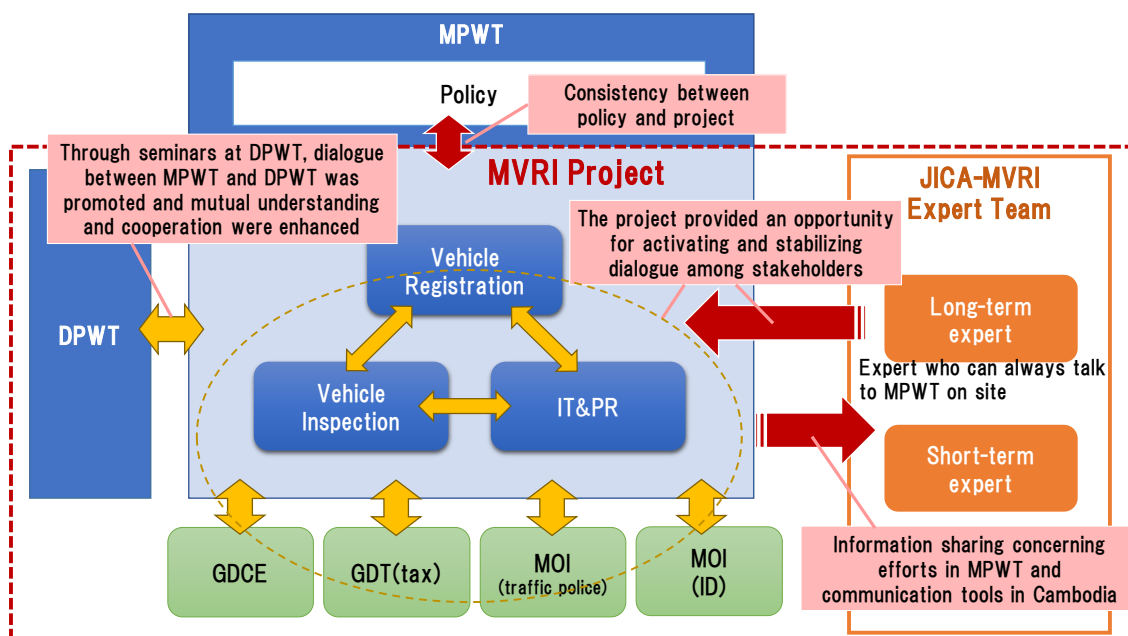 MPWT
Policy
Consistency between
policy and project
Through seminars at DPWT, dialogue
between MPWT and DPWT was
promoted and mutual understanding
and cooperation were enhanced
MVRI Project
JICA-MVRI
Expert Team
The project provided an opportunity
for activating and stabilizing
dialogue among stakeholders
Vehicle
Registration
DPWT
Long-term
expert
Expert who can always talk
to MPWT on site
Vehicle
Inspection
IT&PR
Short-term
expert
Information sharing concerning
efforts in MPWT and
communication tools in Cambodia
GDCE
GDT(tax)
MOI
(traffic police)
MOI
(ID)